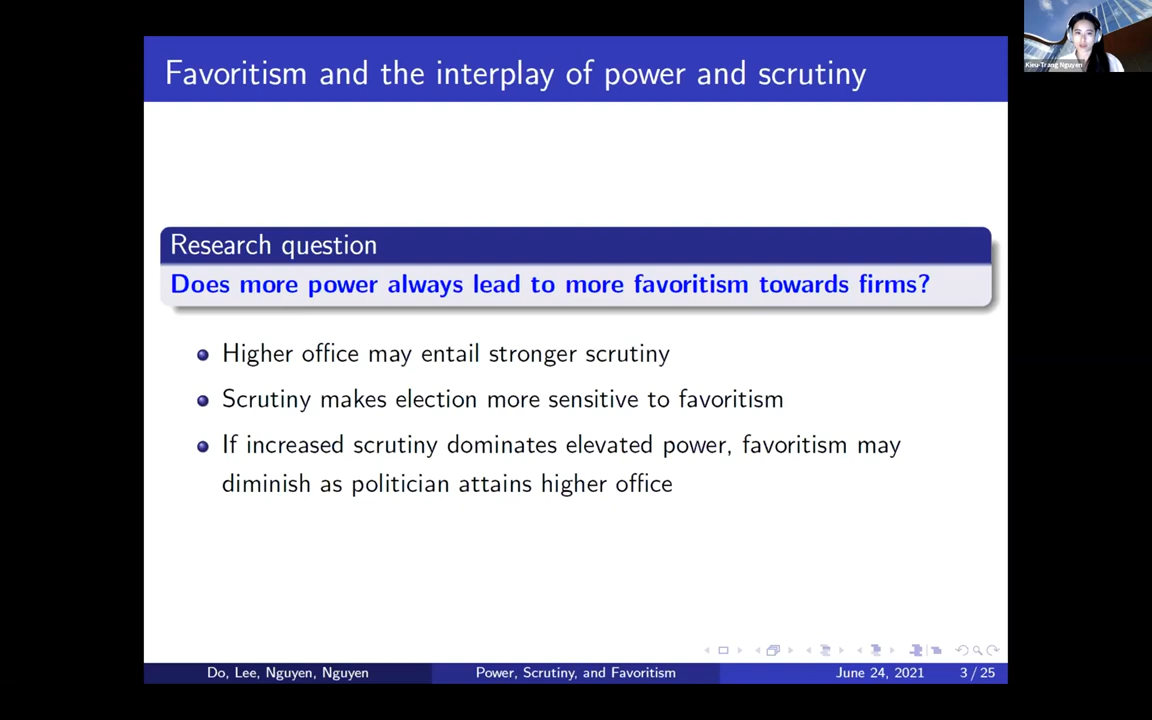 Favoritism and the interplay of power and scrutiny
Kieu-Trang Nguyen
Research question
Does more power always lead to more favoritism towards firms?
Higher office may entail stronger scrutiny
Scrutiny makes election more sensitive to favoritism
If increased scrutiny dominates elevated power, favoritism may
diminish as politician attains higher office
Do, Lee, Nguyen, Nguyen
Power, Scrutiny, and Favoritism
June 24, 2021
3 / 25